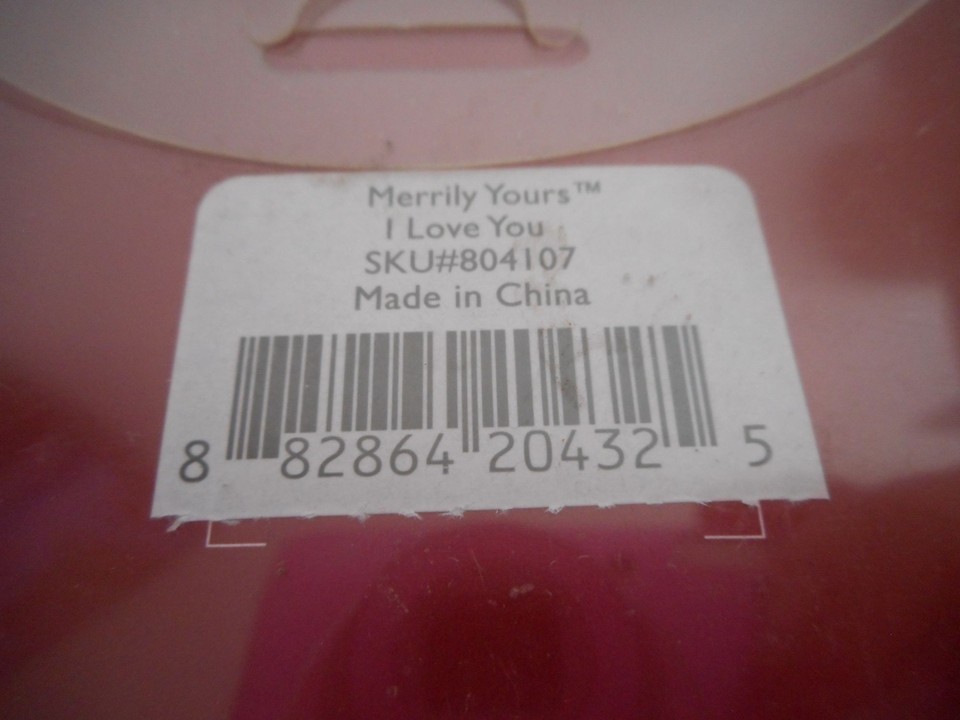 Merrily Yours™
I Love You
SKU#804107
Made in China
8 82864 20432 5